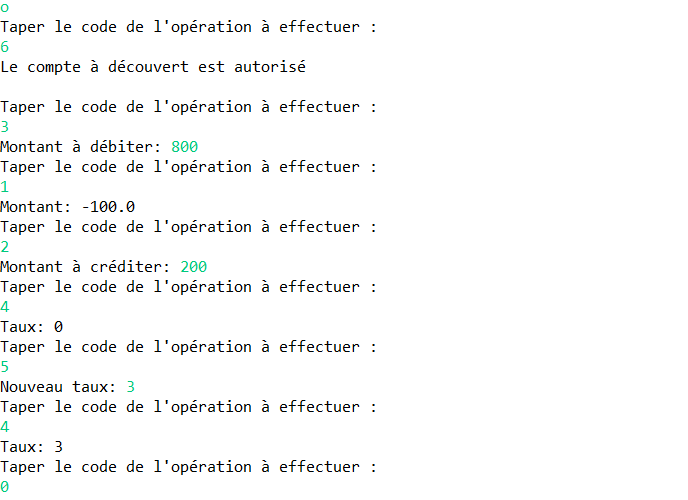 o
Taper le code de l'opération à effectuer :
6
Le compte à découvert est autorisé
Taper le code de l'opération à effectuer :
3
Montant à débiter: 800
Taper le code de l'opération à effectuer :
1
Montant: -100.0
Taper le code de l'opération à effectuer :
2
Montant à créditer: 200
Taper le code de l'opération à effectuer :
4
Taux: 0
Taper le code de l'opération à effectuer :
5
Nouveau taux: 3
Taper le code de l'opération à effectuer :
4
Taux: 3
Taper le code de l'opération à effectuer :
0